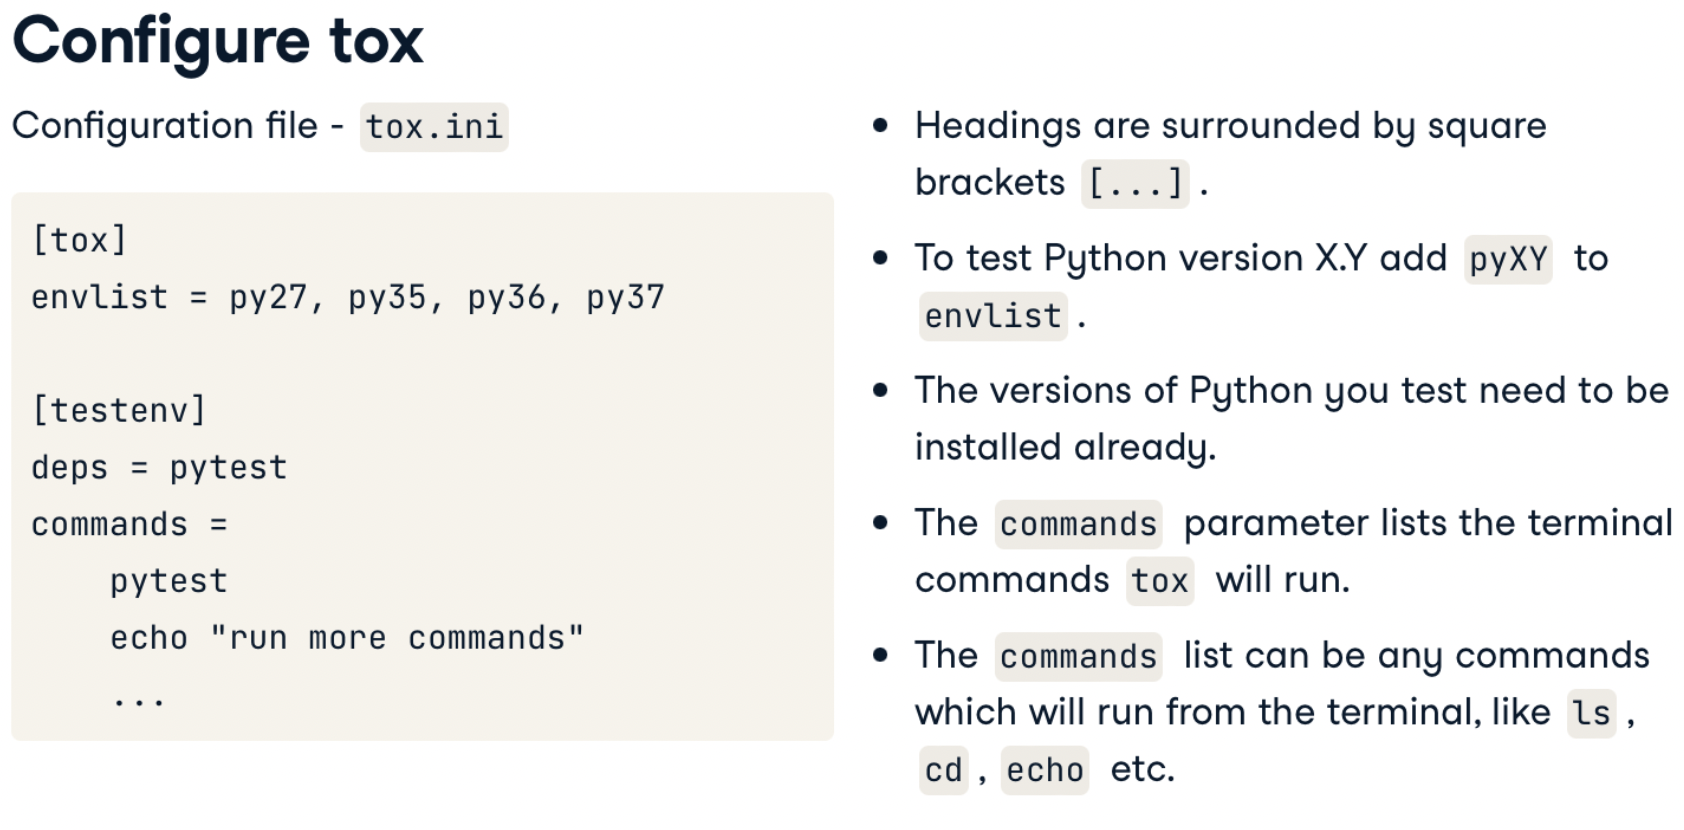 Configure tox
Configuration file - tox.ini
[tox]
envlist = py27, py35, py36, py37
[testenv]
deps = pytest
commands =
    pytest
    echo "run more commands"
    ...
• Headings are surrounded by square
brackets [...] .
• To test Python version X.Y add pyXY to
envlist .
• The versions of Python you test need to be
installed already.
• The commands parameter lists the terminal
commands tox will run.
• The commands list can be any commands
which will run from the terminal, like ls ,
cd , echo etc.